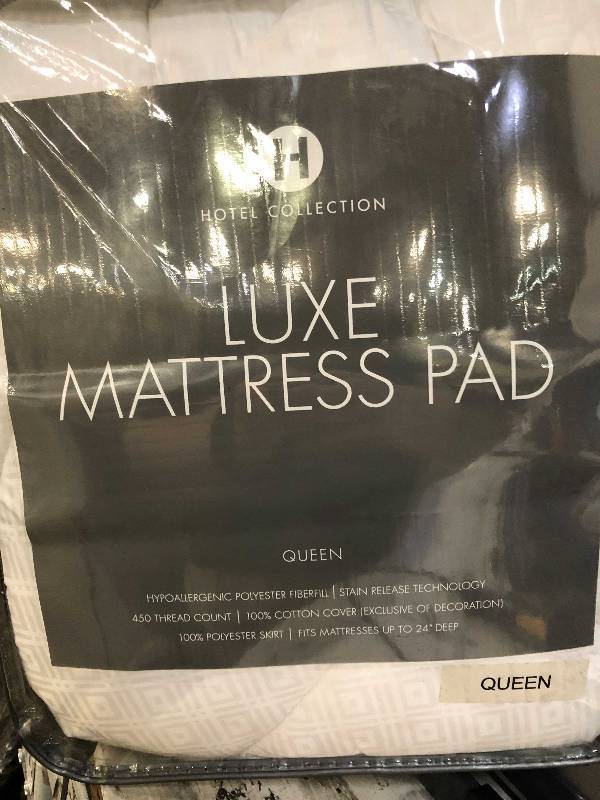 H
HOTEL COLLECTION
LUXE
MATTRESS PAD
QUEEN
HYPOALLERGENIC POLYESTER FIBERFILL | STAIN RELEASE TECHNOLOGY
450 THREAD COUNT | 100% COTTON COVER (EXCLUSIVE OF DECORATION)
100% POLYESTER SKIRT | FITS MATTRESSES UP TO 24" DEEP
QUEEN